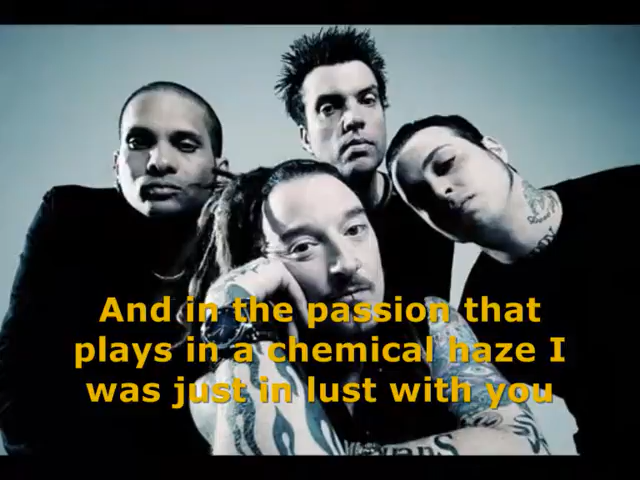 And in the passion that
plays in a chemical haze I
was just in lust with you